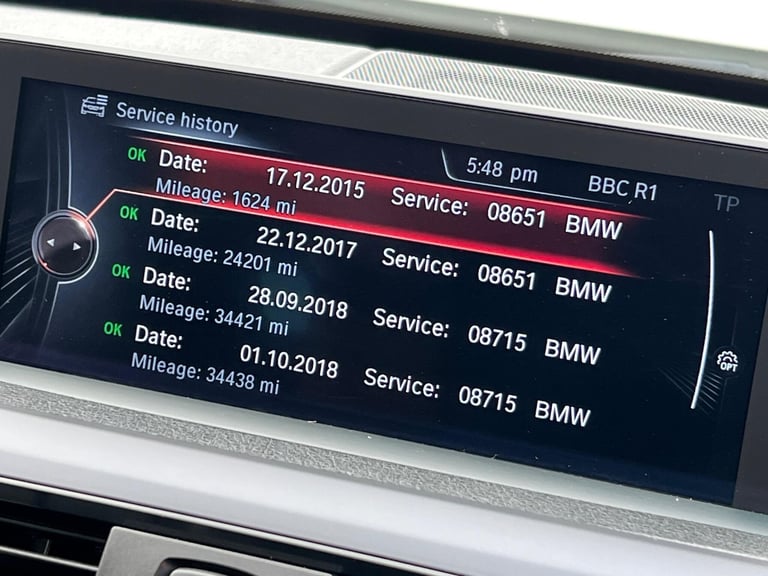 Service history
5:48 pm
BBC R1
TP
OK Date: 17.12.2015 Service: 08651 BMW
Mileage: 1624 mi
OK Date: 22.12.2017 Service: 08651 BMW
Mileage: 24201 mi
OK Date: 28.09.2018 Service: 08715 BMW
Mileage: 34421 mi
OK Date: 01.10.2018 Service: 08715 BMW
Mileage: 34438 mi
OPT